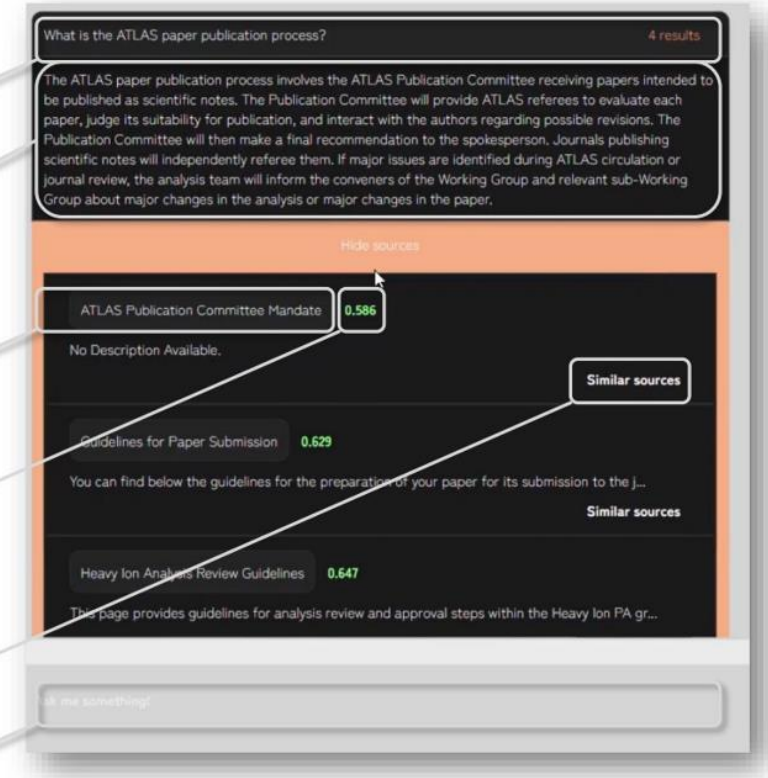 What is the ATLAS paper publication process?
4 results
The ATLAS paper publication process involves the ATLAS Publication Committee receiving papers intended to
be published as scientific notes. The Publication Committee will provide ATLAS referees to evaluate each
paper, judge its suitability for publication, and interact with the authors regarding possible revisions. The
Publication Committee will then make a final recommendation to the spokesperson. Journals publishing
scientific notes will independently referee them. If major issues are identified during ATLAS circulation or
journal review, the analysis team will inform the conveners of the Working Group and relevant sub-Working
Group about major changes in the analysis or major changes in the paper.
Hide sources
ATLAS Publication Committee Mandate 0.586
No Description Available.
Similar sources
Guidelines for Paper Submission 0.629
You can find below the guidelines for the preparation of your paper for its submission to the j...
Similar sources
Heavy Ion Analysis Review Guidelines 0.647
This page provides guidelines for analysis review and approval steps within the Heavy Ion PA gr...
Ask me something!